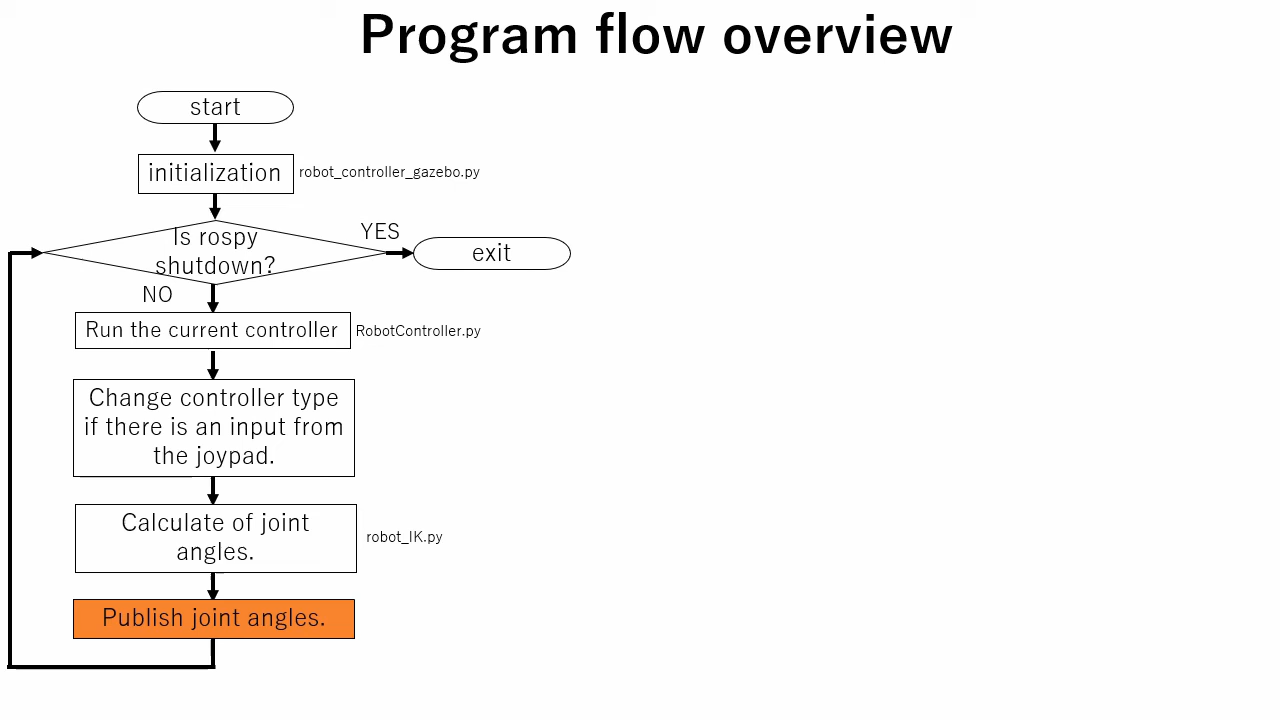 Program flow overview
start
initialization
robot_controller_gazebo.py
Is rospy
shutdown?
YES
exit
NO
Run the current controller
RobotController.py
Change controller type
if there is an input from
the joypad.
Calculate of joint
angles.
robot_IK.py
Publish joint angles.